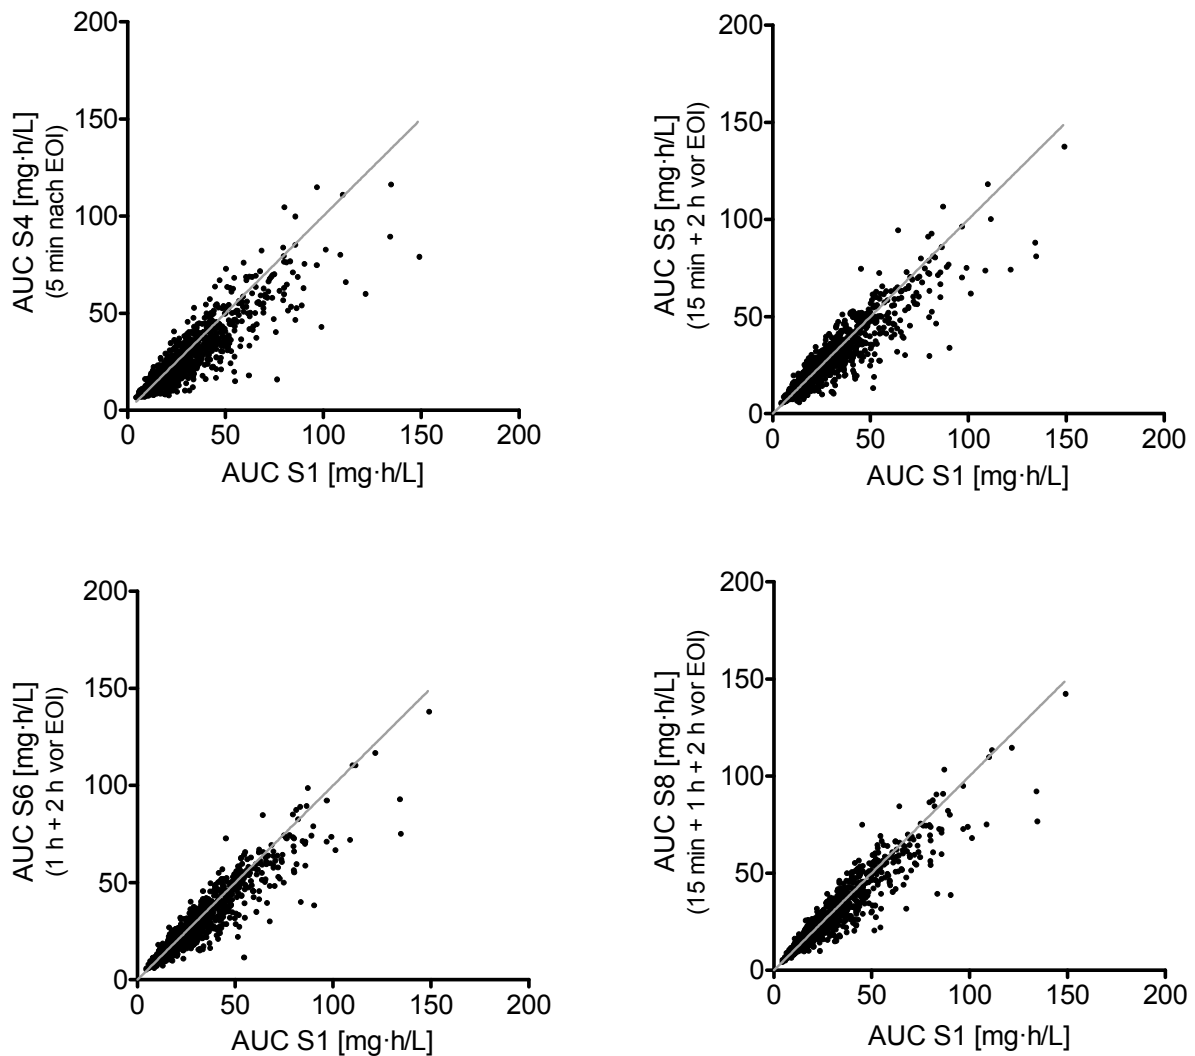 200
150
100
50
0
AUC S4 [mg·h/L]
(5 min nach EOI)
0 50 100 150 200
AUC S1 [mg·h/L]
200
150
100
50
0
AUC S5 [mg·h/L]
(15 min + 2 h vor EOI)
0 50 100 150 200
AUC S1 [mg·h/L]
200
150
100
50
0
AUC S6 [mg·h/L]
(1 h + 2 h vor EOI)
0 50 100 150 200
AUC S1 [mg·h/L]
200
150
100
50
0
AUC S8 [mg·h/L]
(15 min + 1 h + 2 h vor EOI)
0 50 100 150 200
AUC S1 [mg·h/L]